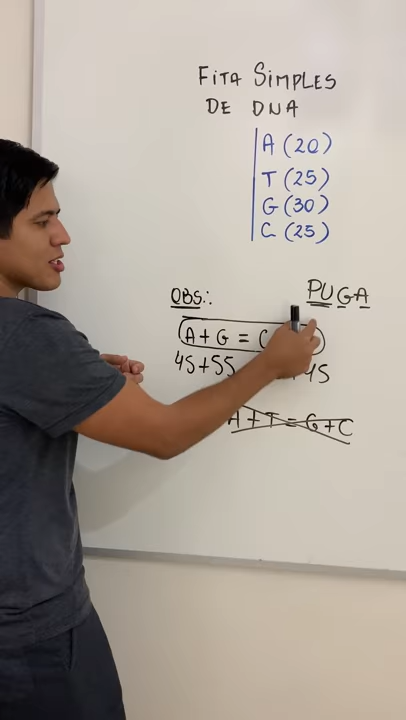 FITA SIMPLES
DE DNA
A (20)
T (25)
G (30)
C (25)
OBS:. PUGA
A + G = C
45+55 +45
A + T = G + C